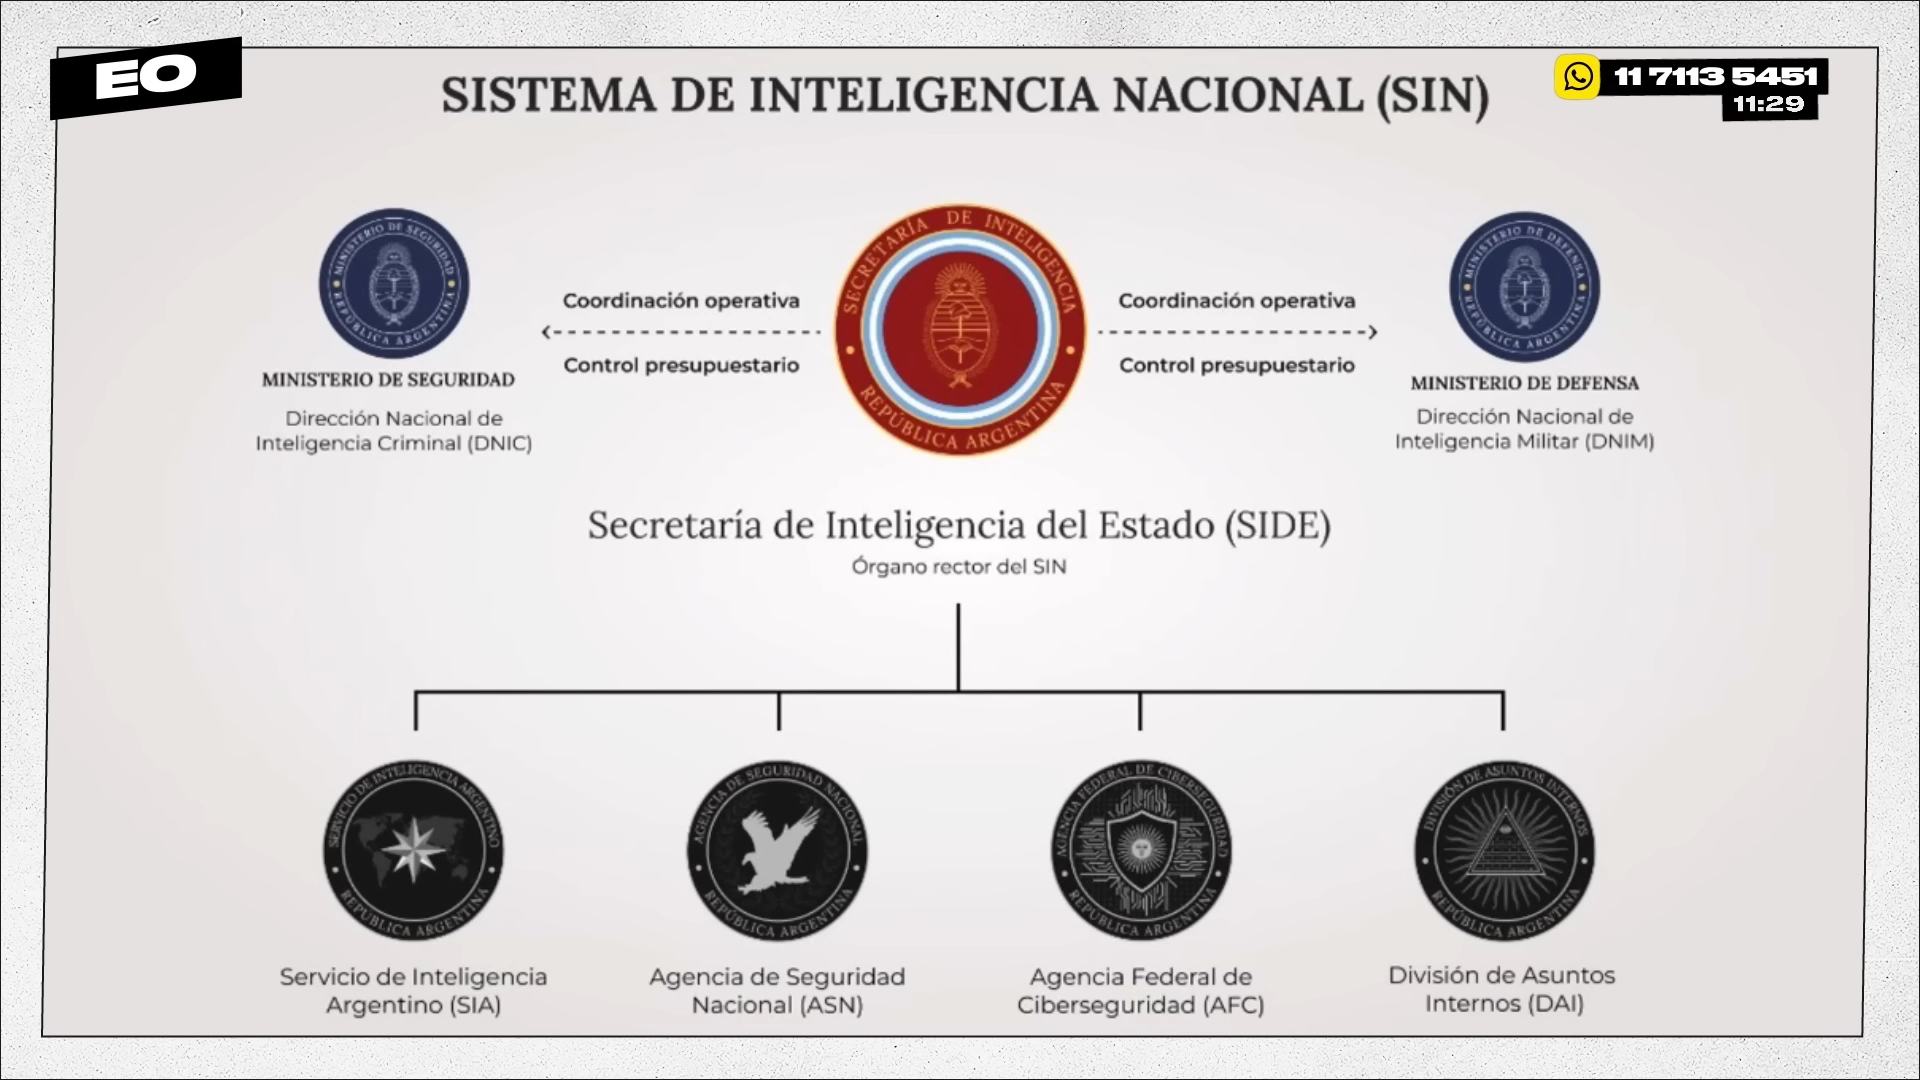 EO
SISTEMA DE INTELIGENCIA NACIONAL (SIN)
11 7113 5451
11:29
MINISTERIO DE SEGURIDAD
REPÚBLICA ARGENTINA
MINISTERIO DE SEGURIDAD
Dirección Nacional de
Inteligencia Criminal (DNIC)
Coordinación operativa
Control presupuestario
SECRETARÍA DE INTELIGENCIA
REPÚBLICA ARGENTINA
Coordinación operativa
Control presupuestario
MINISTERIO DE DEFENSA
REPÚBLICA ARGENTINA
MINISTERIO DE DEFENSA
Dirección Nacional de
Inteligencia Militar (DNIM)
Secretaría de Inteligencia del Estado (SIDE)
Órgano rector del SIN
SERVICIO DE INTELIGENCIA ARGENTINO
REPÚBLICA ARGENTINA
Servicio de Inteligencia
Argentino (SIA)
AGENCIA DE SEGURIDAD NACIONAL
REPÚBLICA ARGENTINA
Agencia de Seguridad
Nacional (ASN)
AGENCIA FEDERAL DE CIBERSEGURIDAD
REPÚBLICA ARGENTINA
Agencia Federal de
Ciberseguridad (AFC)
DIVISIÓN DE ASUNTOS INTERNOS
REPÚBLICA ARGENTINA
División de Asuntos
Internos (DAI)